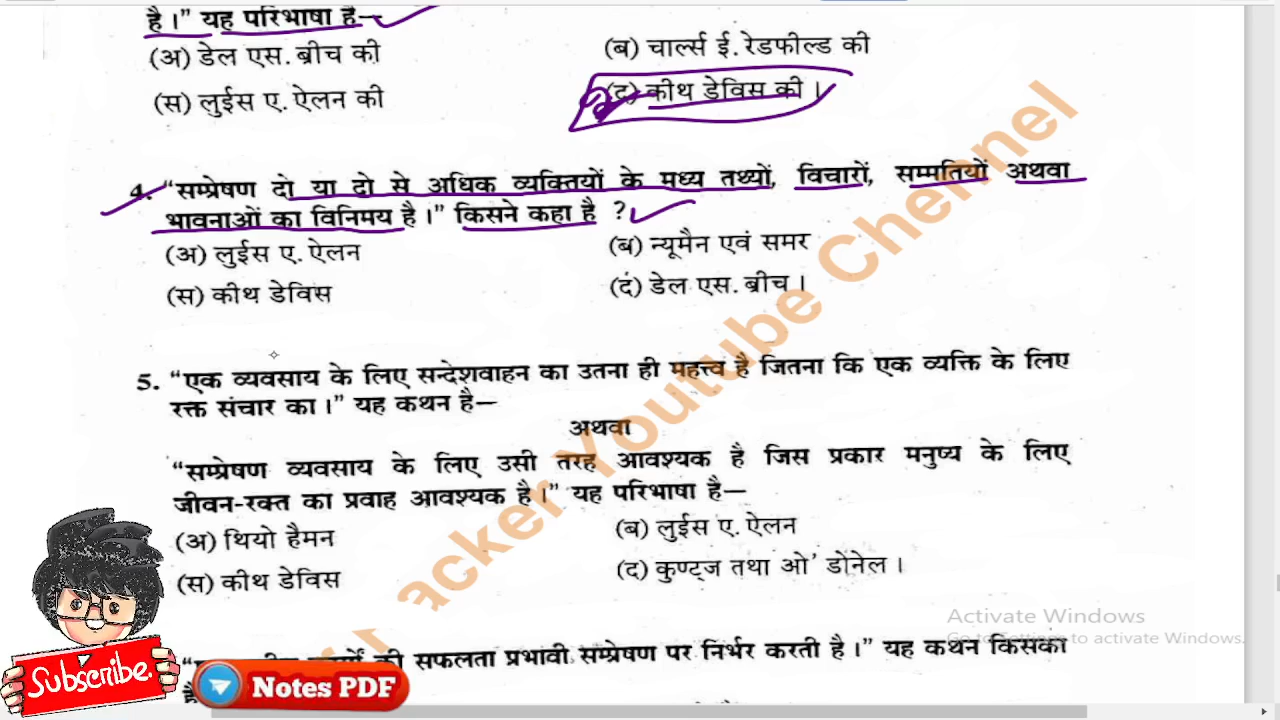 है।” यह परिभाषा है—
(अ) डेल एस. ब्रीच की
(ब) चार्ल्स ई. रेडफील्ड की
(स) लुईस ए. ऐलन की
(द) कीथ डेविस की।
4. “सम्प्रेषण दो या दो से अधिक व्यक्तियों के मध्य तथ्यों, विचारों, सम्मतियों अथवा
भावनाओं का विनिमय है।” किसने कहा है ?
(अ) लुईस ए. ऐलन
(ब) न्यूमैन एवं समर
(स) कीथ डेविस
(द) डेल एस. ब्रीच।
5. “एक व्यवसाय के लिए सन्देशवाहन का उतना ही महत्त्व है जितना कि एक व्यक्ति के लिए
रक्त संचार का।” यह कथन है—
अथवा
“सम्प्रेषण व्यवसाय के लिए उसी तरह आवश्यक है जिस प्रकार मनुष्य के लिए
जीवन-रक्त का प्रवाह आवश्यक है।” यह परिभाषा है—
(अ) थियो हैमन
(ब) लुईस ए. ऐलन
(स) कीथ डेविस
(द) कुण्ट्ज तथा ओ’ डोनेल।
की सफलता प्रभावी सम्प्रेषण पर निर्भर करती है।” यह कथन किसका
है
acker Youtube Chennel
Activate Windows
Go to Settings to activate Windows.
Subscribe.
Notes PDF